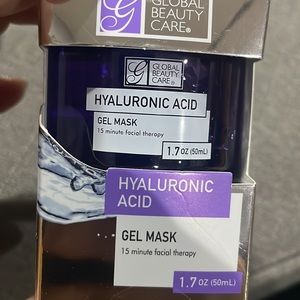 GLOBAL
BEAUTY
CARE®
GLOBAL
BEAUTY
CARE®
HYALURONIC ACID
GEL MASK
15 minute facial therapy
1.7 OZ (50mL)
HYALURONIC
ACID
GEL MASK
15 minute facial therapy
1.7 OZ (50mL)